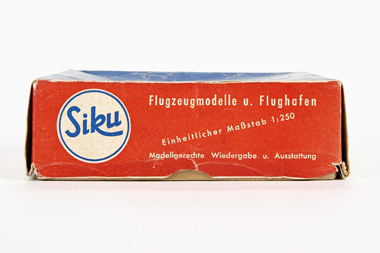 Siku
Flugzeugmodelle u. Flughafen
Einheitlicher Maßstab 1:250
Modellgerechte Wiedergabe u. Ausstattung